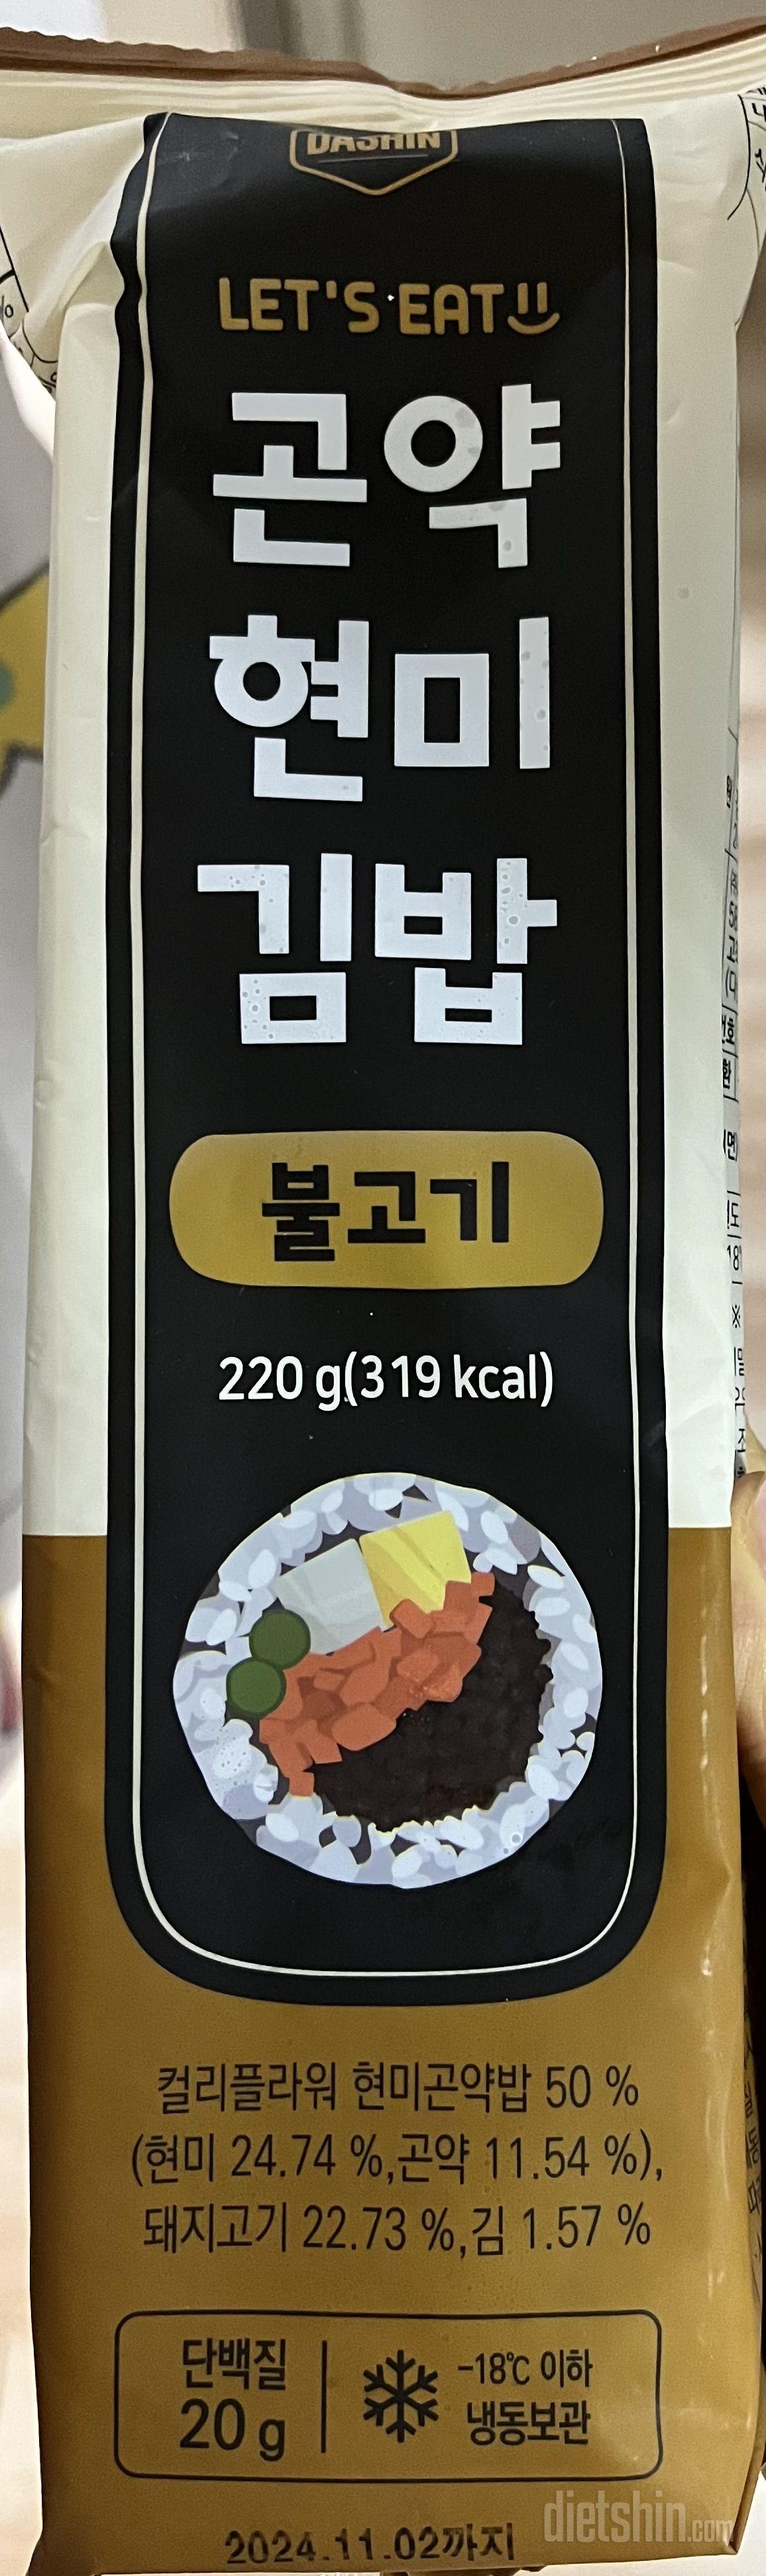 DASHIN
LET'S EAT
곤약
현미
김밥
불고기
220 g(319 kcal)
컬리플라워 현미곤약밥 50 %
(현미 24.74 %,곤약 11.54 %),
돼지고기 22.73 %,김 1.57 %
단백질
20 g
-18℃ 이하
냉동보관
2024.11.02까지
dietshin.com